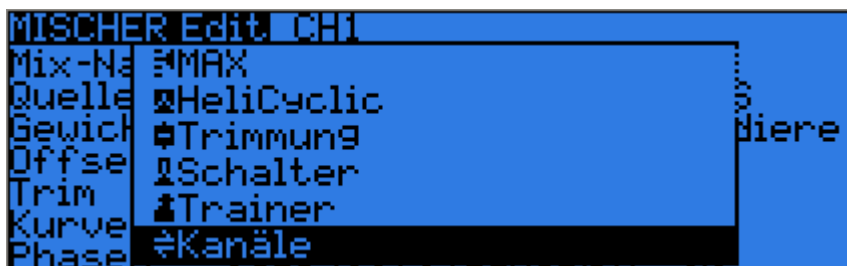 MISCHER Edit CH1
Mix-Na
MAX
Quelle
HeliCyclic
Gewich
Trimmung
diere
Offse
Schalter
Trim
Trainer
Kurve
Kanäle
Phase